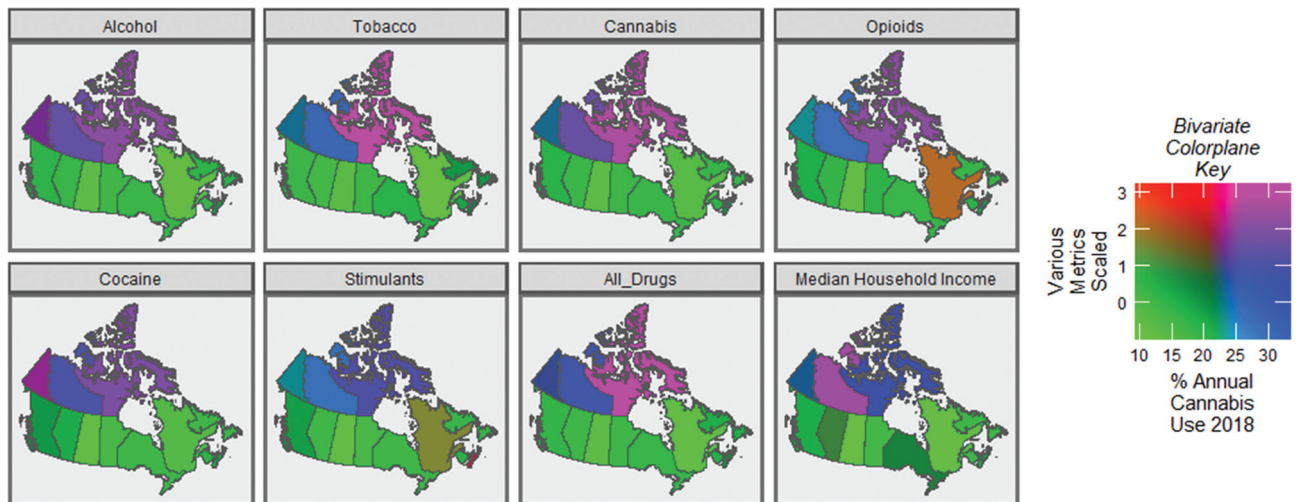 Alcohol
Tobacco
Cannabis
Opioids
Cocaine
Stimulants
All_Drugs
Median Household Income
Bivariate
Colorplane
Key
Various
Metrics
Scaled
3
2
1
0
10 15 20 25 30
% Annual
Cannabis
Use 2018